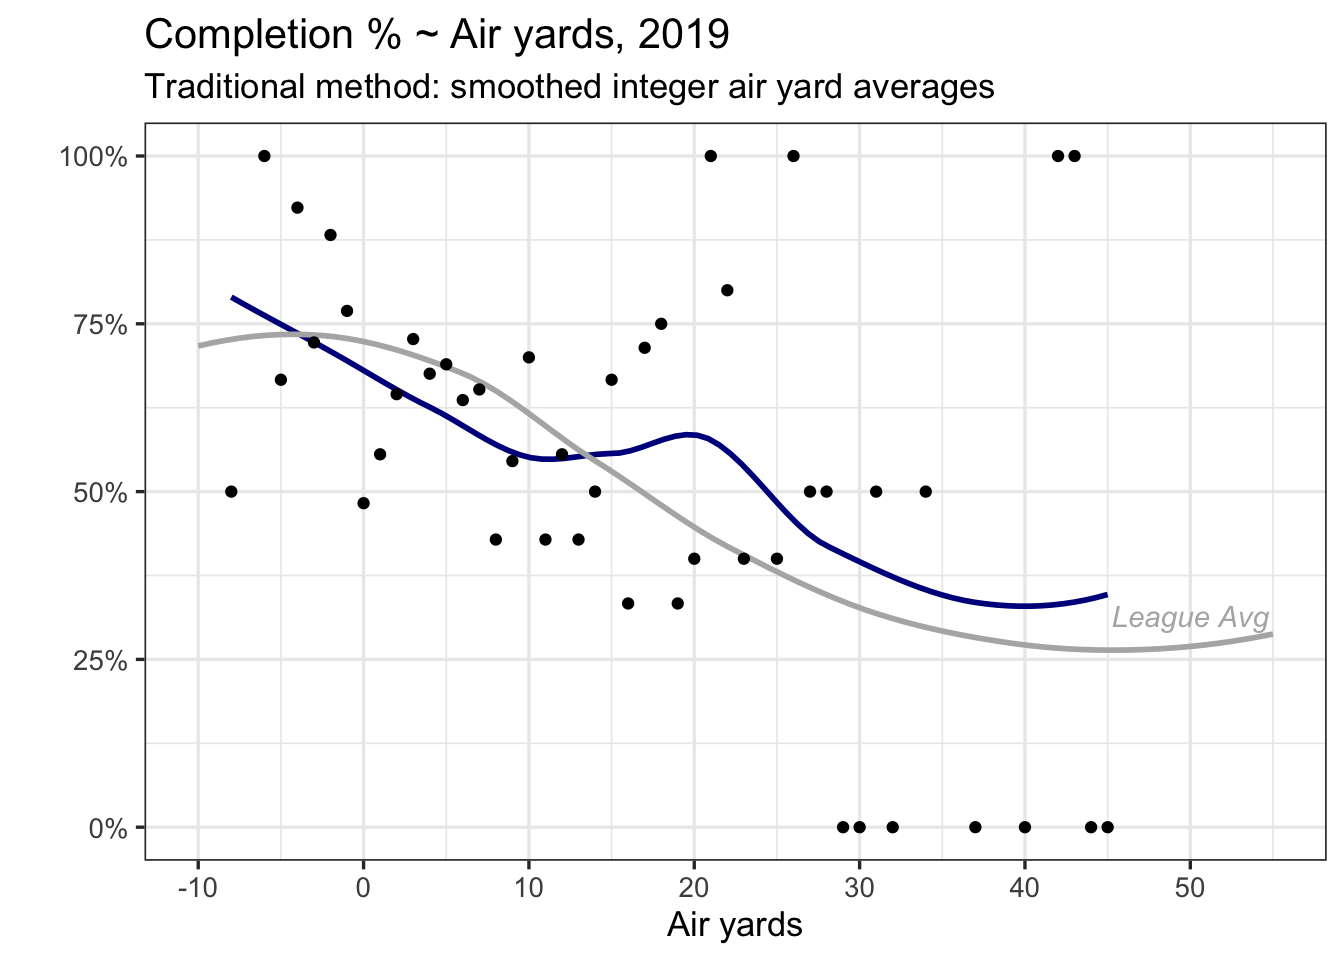 Completion % ~ Air yards, 2019
Traditional method: smoothed integer air yard averages
100%
75%
50%
25%
0%
League Avg
-10 0 10 20 30 40 50
Air yards